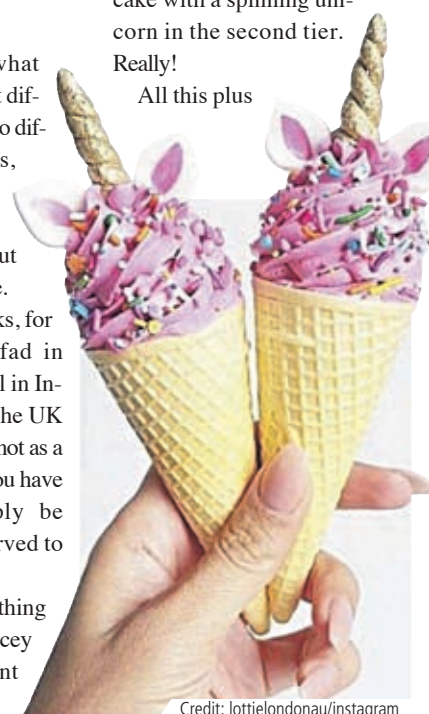 what
t dif-
o dif-
s,
ut
e.
ks, for
fad in
l in In-
he UK
not as a
ou have
ply be
rved to
thing
cey
nt
cake with a spinning uni-
corn in the second tier.
Really!
All this plus
Credit: lottielondonau/instagram